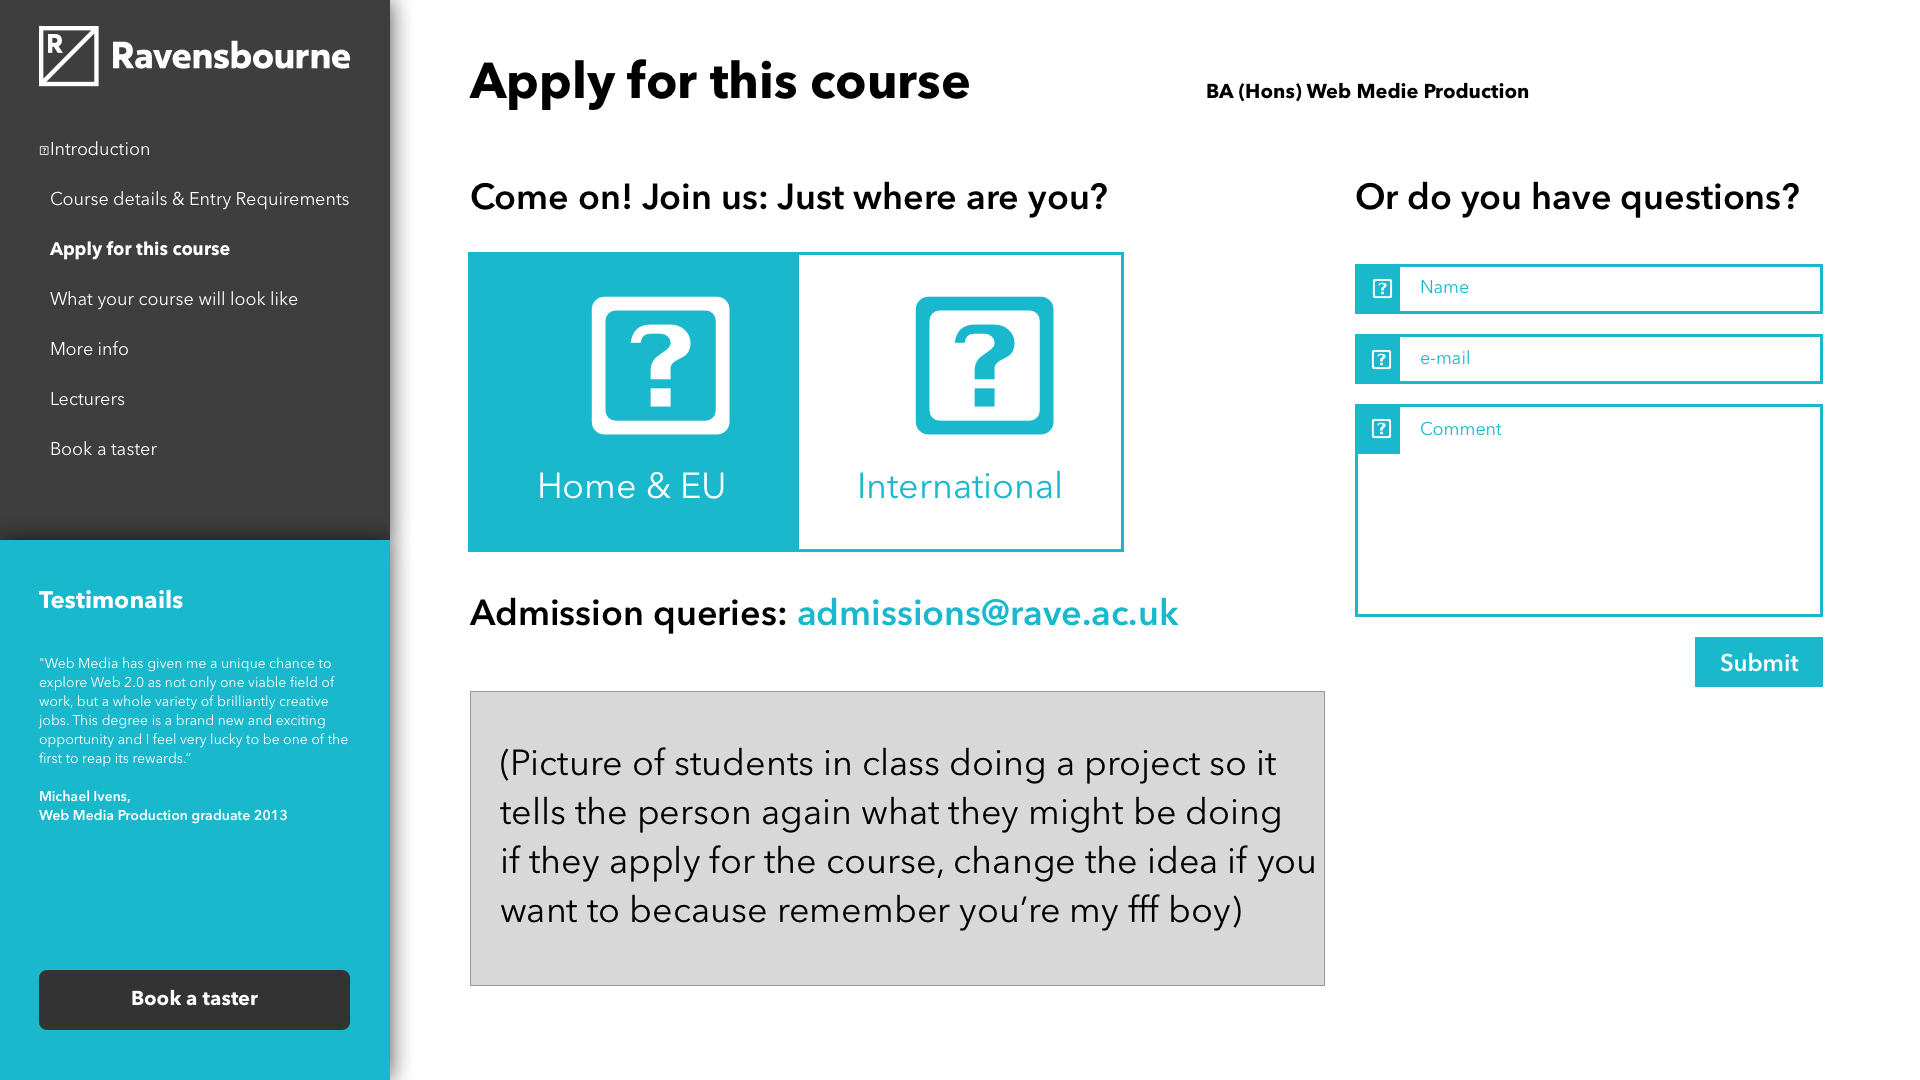 R Ravensbourne
Introduction
Course details & Entry Requirements
Apply for this course
What your course will look like
More info
Lecturers
Book a taster
Testimonails
"Web Media has given me a unique chance to
explore Web 2.0 as not only one viable field of
work, but a whole variety of brilliantly creative
jobs. This degree is a brand new and exciting
opportunity and I feel very lucky to be one of the
first to reap its rewards.“
Michael Ivens,
Web Media Production graduate 2013
Book a taster
Apply for this course
BA (Hons) Web Medie Production
Come on! Join us: Just where are you?
Home & EU
International
Admission queries: admissions@rave.ac.uk
(Picture of students in class doing a project so it
tells the person again what they might be doing
if they apply for the course, change the idea if you
want to because remember you’re my fff boy)
Or do you have questions?
Name
e-mail
Comment
Submit